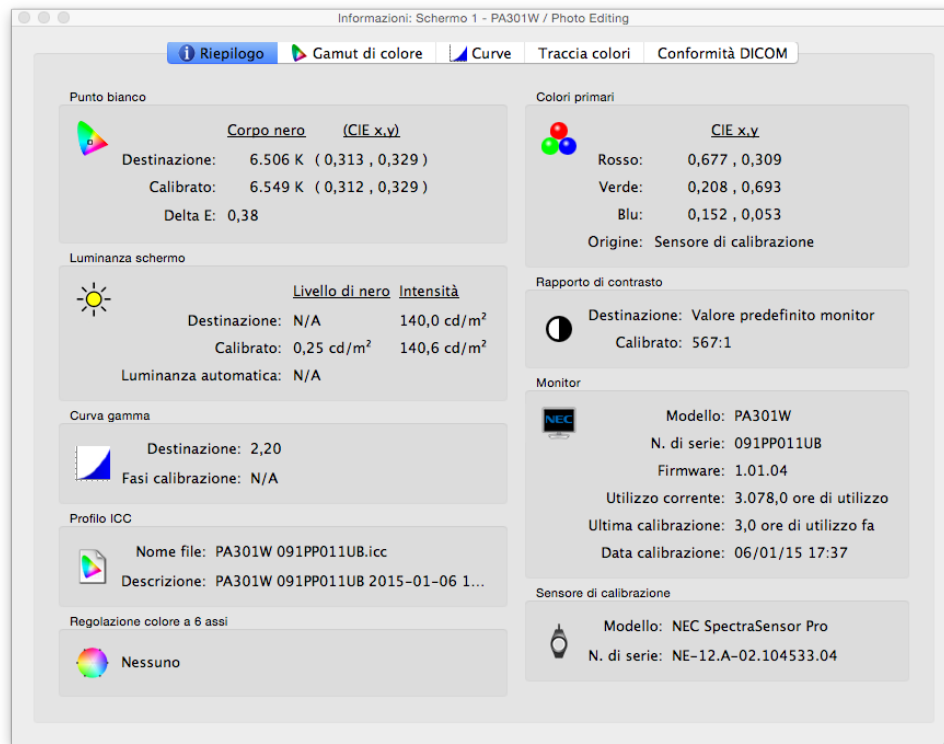 Informazioni: Schermo 1 - PA301W / Photo Editing
Riepilogo Gamut di colore Curve Traccia colori Conformità DICOM
Punto bianco
Corpo nero (CIE x,y)
Destinazione: 6.506 K ( 0,313 , 0,329 )
Calibrato: 6.549 K ( 0,312 , 0,329 )
Delta E: 0,38
Luminanza schermo
Livello di nero Intensità
Destinazione: N/A 140,0 cd/m²
Calibrato: 0,25 cd/m² 140,6 cd/m²
Luminanza automatica: N/A
Curva gamma
Destinazione: 2,20
Fasi calibrazione: N/A
Profilo ICC
Nome file: PA301W 091PP011UB.icc
Descrizione: PA301W 091PP011UB 2015-01-06 1...
Regolazione colore a 6 assi
Nessuno
Colori primari
CIE x,y
Rosso: 0,677 , 0,309
Verde: 0,208 , 0,693
Blu: 0,152 , 0,053
Origine: Sensore di calibrazione
Rapporto di contrasto
Destinazione: Valore predefinito monitor
Calibrato: 567:1
Monitor
NEC
Modello: PA301W
N. di serie: 091PP011UB
Firmware: 1.01.04
Utilizzo corrente: 3.078,0 ore di utilizzo
Ultima calibrazione: 3,0 ore di utilizzo fa
Data calibrazione: 06/01/15 17:37
Sensore di calibrazione
Modello: NEC SpectraSensor Pro
N. di serie: NE-12.A-02.104533.04